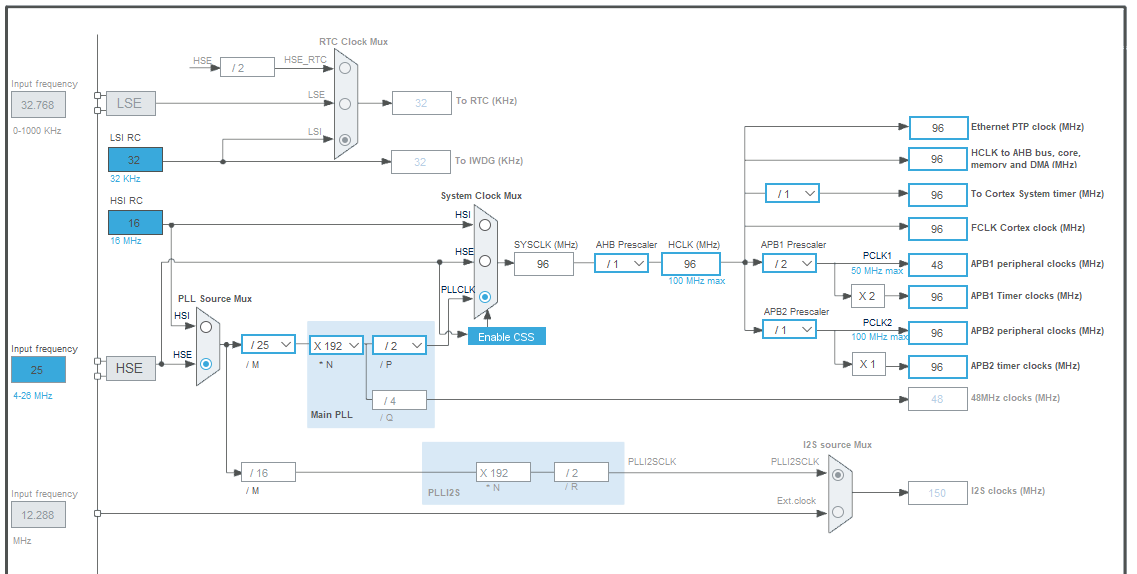 RTC Clock Mux
HSE
/ 2
HSE_RTC
Input frequency
32.768
0-1000 KHz
LSE
LSE
32
To RTC (KHz)
LSI RC
32
32 KHz
LSI
32
To IWDG (KHz)
HSI RC
16
16 MHz
System Clock Mux
HSI
HSE
PLLCLK
SYSCLK (MHz)
96
AHB Prescaler
/ 1
HCLK (MHz)
96
100 MHz max
96
Ethernet PTP clock (MHz)
96
HCLK to AHB bus, core,
memory and DMA (MHz)
/ 1
96
To Cortex System timer (MHz)
96
FCLK Cortex clock (MHz)
APB1 Prescaler
/ 2
PCLK1
50 MHz max
48
APB1 peripheral clocks (MHz)
X 2
96
APB1 Timer clocks (MHz)
APB2 Prescaler
/ 1
PCLK2
100 MHz max
96
APB2 peripheral clocks (MHz)
X 1
96
APB2 timer clocks (MHz)
48
48MHz clocks (MHz)
Enable CSS
PLL Source Mux
HSI
HSE
Input frequency
25
4-26 MHz
HSE
/ 25
/ M
X 192
* N
/ 2
/ P
/ 4
/ Q
Main PLL
/ 16
/ M
X 192
* N
/ 2
/ R
PLLI2S
PLLI2SCLK
I2S source Mux
PLLI2SCLK
Ext.clock
150
I2S clocks (MHz)
Input frequency
12.288
MHz